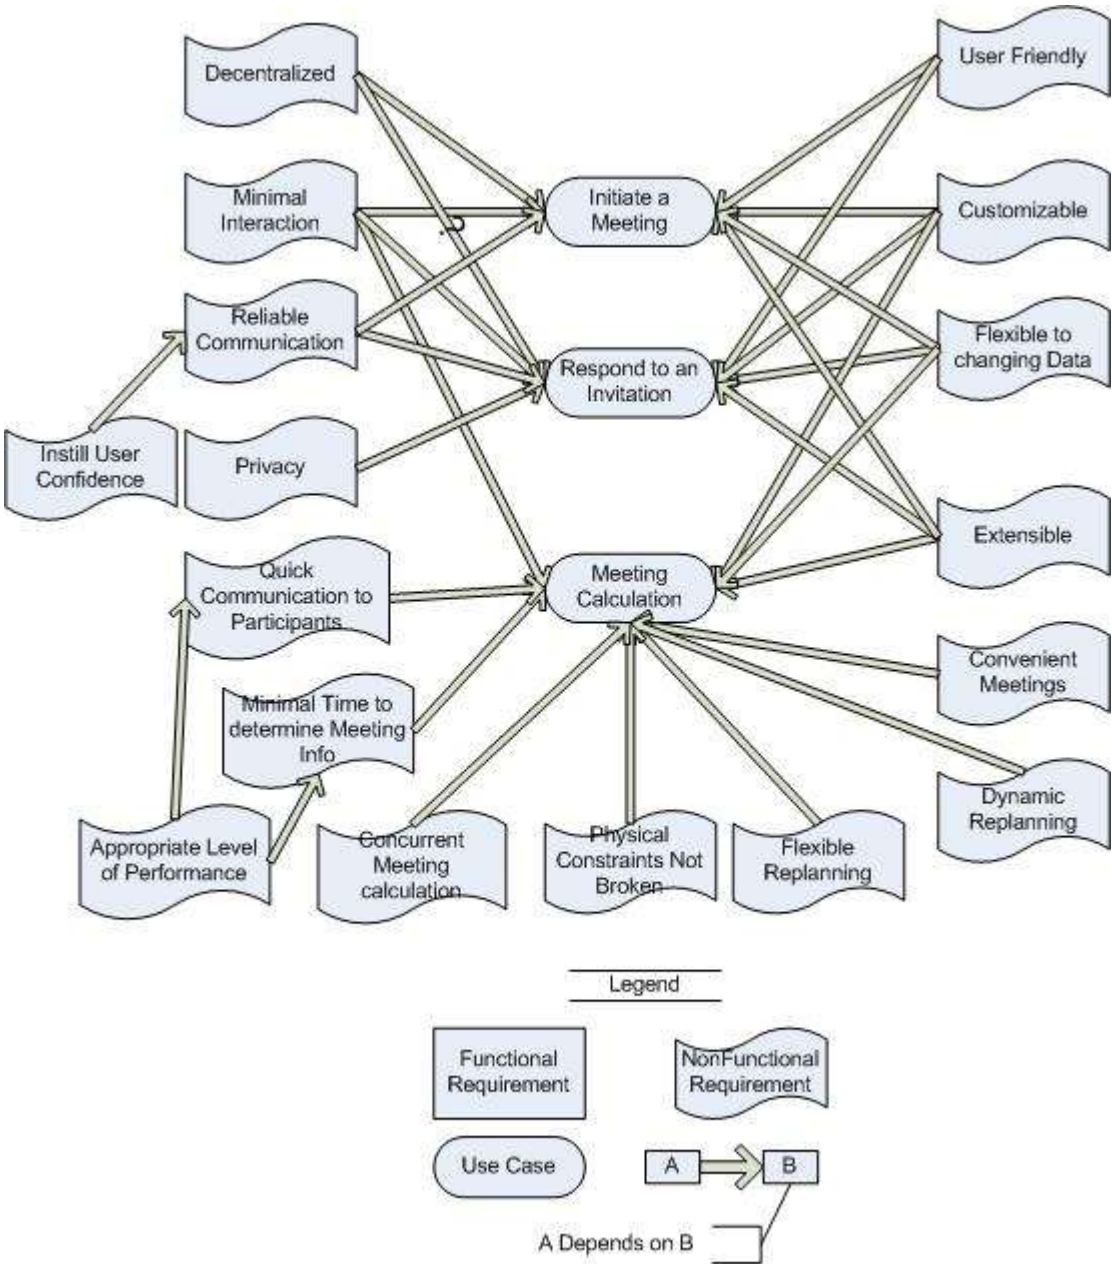 Decentralized
User Friendly
Minimal
Interaction
Initiate a
Meeting
Customizable
Reliable
Communication
Flexible to
changing Data
Respond to an
Invitation
Instill User
Confidence
Privacy
Extensible
Quick
Communication to
Participants
Meeting
Calculation
Convenient
Meetings
Minimal Time to
determine Meeting
Info
Dynamic
Replanning
Appropriate Level
of Performance
Concurrent
Meeting
calculation
Physical
Constraints Not
Broken
Flexible
Replanning
Legend
Functional
Requirement
NonFunctional
Requirement
Use Case
A
B
A Depends on B